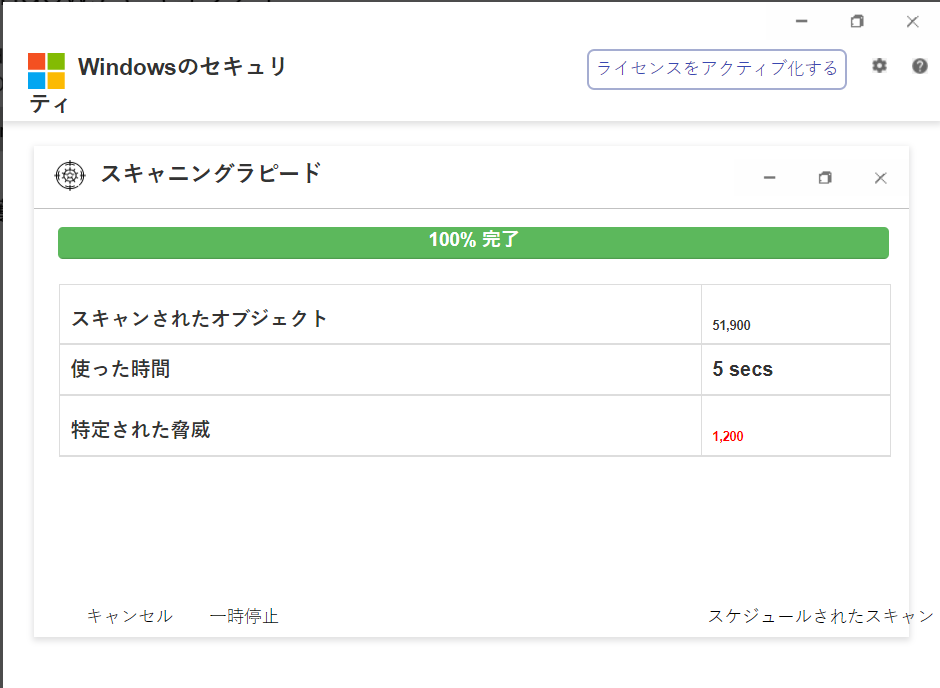 Windowsのセキュリ
ティ
ライセンスをアクティブ化する
スキャニングラピード
100% 完了
スキャンされたオブジェクト
51,900
使った時間
5 secs
特定された脅威
1,200
キャンセル
一時停止
スケジュールされたスキャン